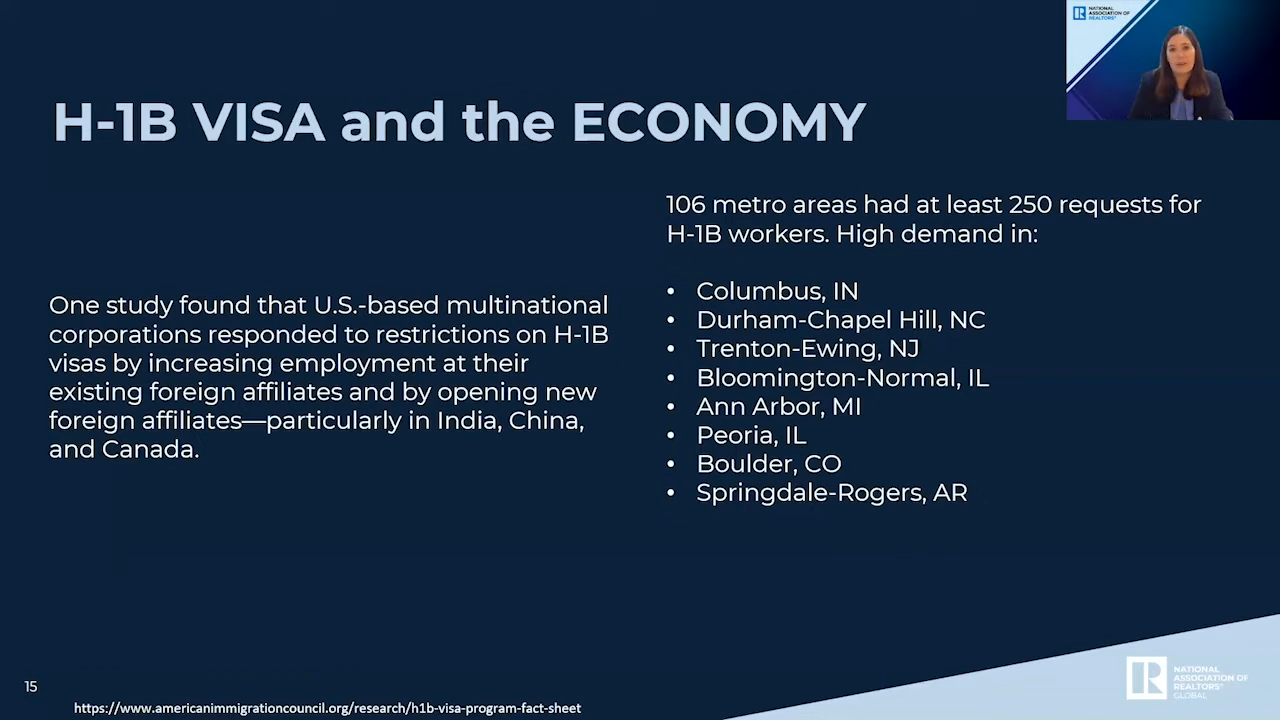 NATIONAL
ASSOCIATION OF
REALTORS®
H-1B VISA and the ECONOMY
One study found that U.S.-based multinational
corporations responded to restrictions on H-1B
visas by increasing employment at their
existing foreign affiliates and by opening new
foreign affiliates—particularly in India, China,
and Canada.
106 metro areas had at least 250 requests for
H-1B workers. High demand in:
• Columbus, IN
• Durham-Chapel Hill, NC
• Trenton-Ewing, NJ
• Bloomington-Normal, IL
• Ann Arbor, MI
• Peoria, IL
• Boulder, CO
• Springdale-Rogers, AR
15
https://www.americanimmigrationcouncil.org/research/h1b-visa-program-fact-sheet
NATIONAL
ASSOCIATION OF
REALTORS®
GLOBAL